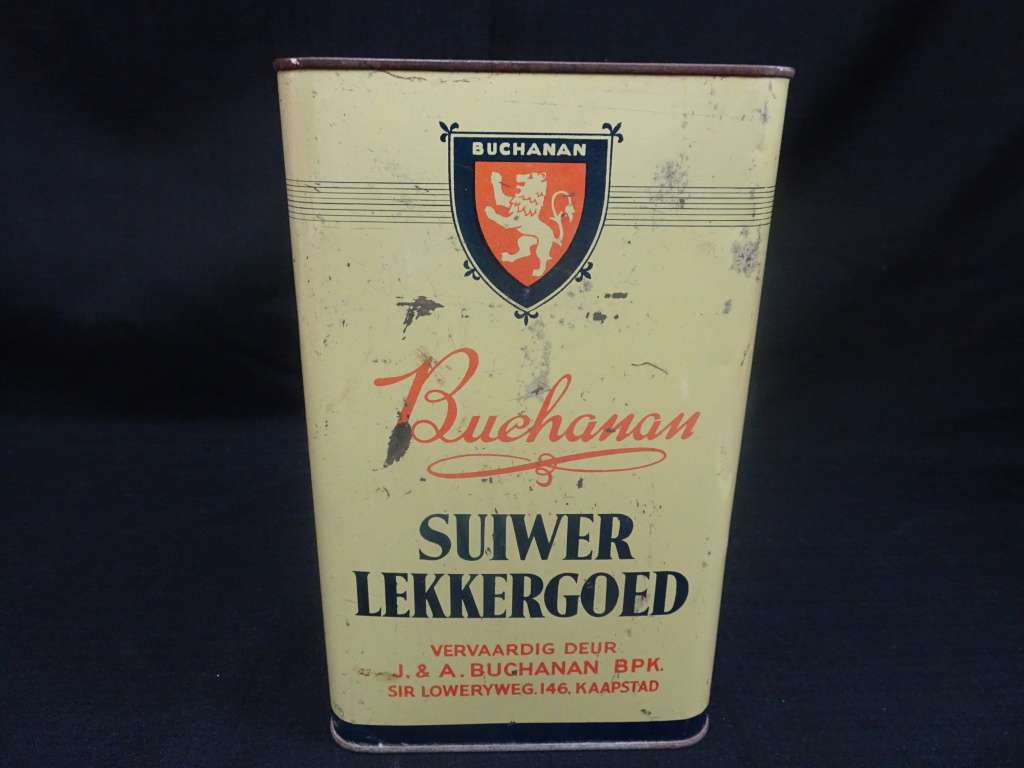 BUCHANAN
Buchanan
SUIWER
LEKKERGOED
VERVAARDIG DEUR
J. & A. BUCHANAN BPK.
SIR LOWERYWEG. 146, KAAPSTAD